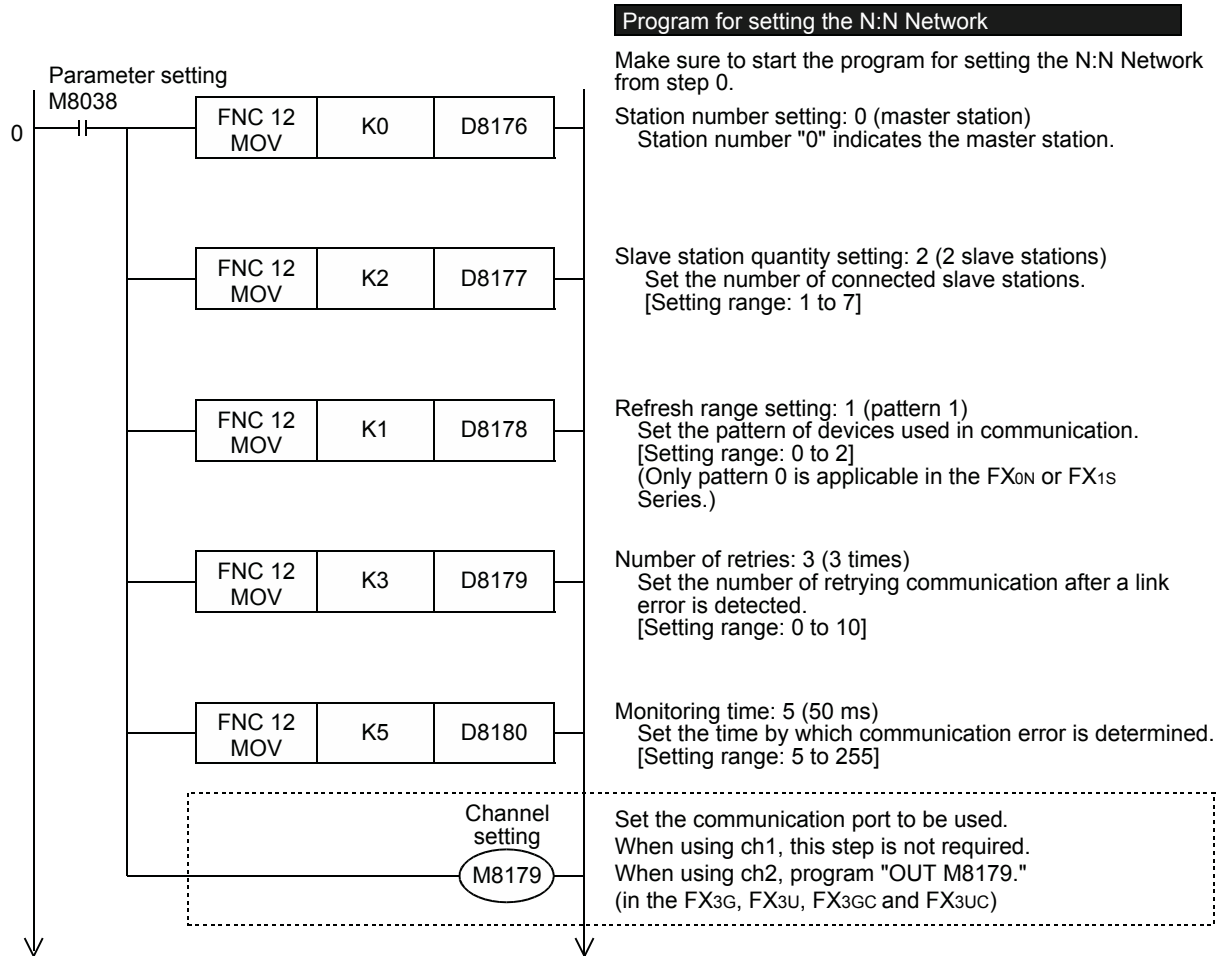 Program for setting the N:N Network
Make sure to start the program for setting the N:N Network
from step 0.
Parameter setting
M8038
0
FNC 12
MOV
K0
D8176
Station number setting: 0 (master station)
Station number "0" indicates the master station.
FNC 12
MOV
K2
D8177
Slave station quantity setting: 2 (2 slave stations)
Set the number of connected slave stations.
[Setting range: 1 to 7]
FNC 12
MOV
K1
D8178
Refresh range setting: 1 (pattern 1)
Set the pattern of devices used in communication.
[Setting range: 0 to 2]
(Only pattern 0 is applicable in the FX0N or FX1S
Series.)
FNC 12
MOV
K3
D8179
Number of retries: 3 (3 times)
Set the number of retrying communication after a link
error is detected.
[Setting range: 0 to 10]
FNC 12
MOV
K5
D8180
Monitoring time: 5 (50 ms)
Set the time by which communication error is determined.
[Setting range: 5 to 255]
Channel
setting
M8179
Set the communication port to be used.
When using ch1, this step is not required.
When using ch2, program "OUT M8179."
(in the FX3G, FX3U, FX3GC and FX3UC)